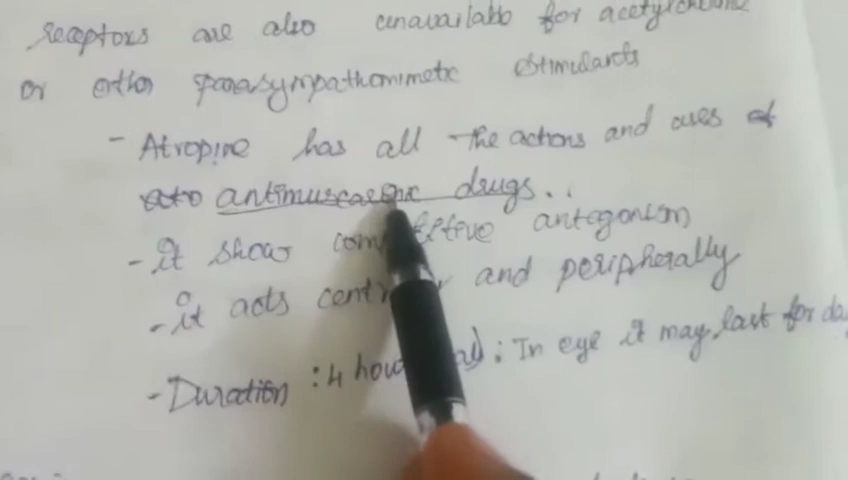 receptors are also unavailable for acetylcholine
or other parasympathomimetic stimulants
- Atropine has all the actions and uses of
antimuscarinic drugs..
- it show antagonism
- it acts and peripherally
- Duration : 4 : In eye it may last for